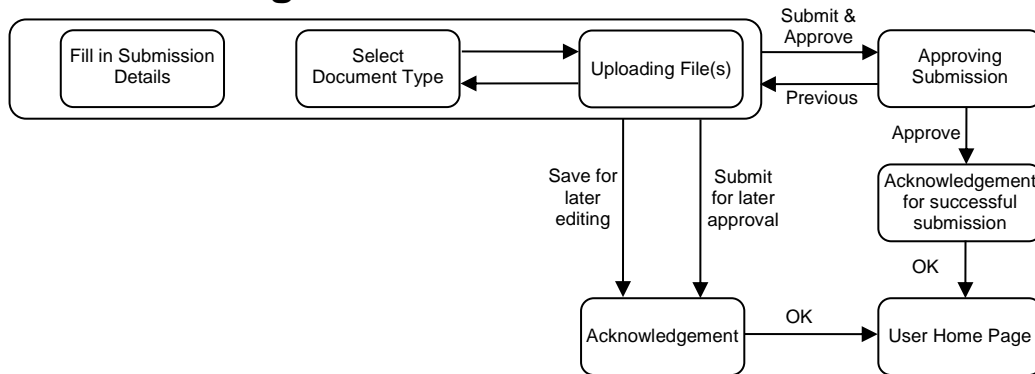 Fill in Submission
Details
Select
Document Type
Uploading File(s)
Submit &
Approve
Approving
Submission
Previous
Approve
Save for
later
editing
Submit
for later
approval
Acknowledgement
for successful
submission
OK
Acknowledgement
OK
User Home Page